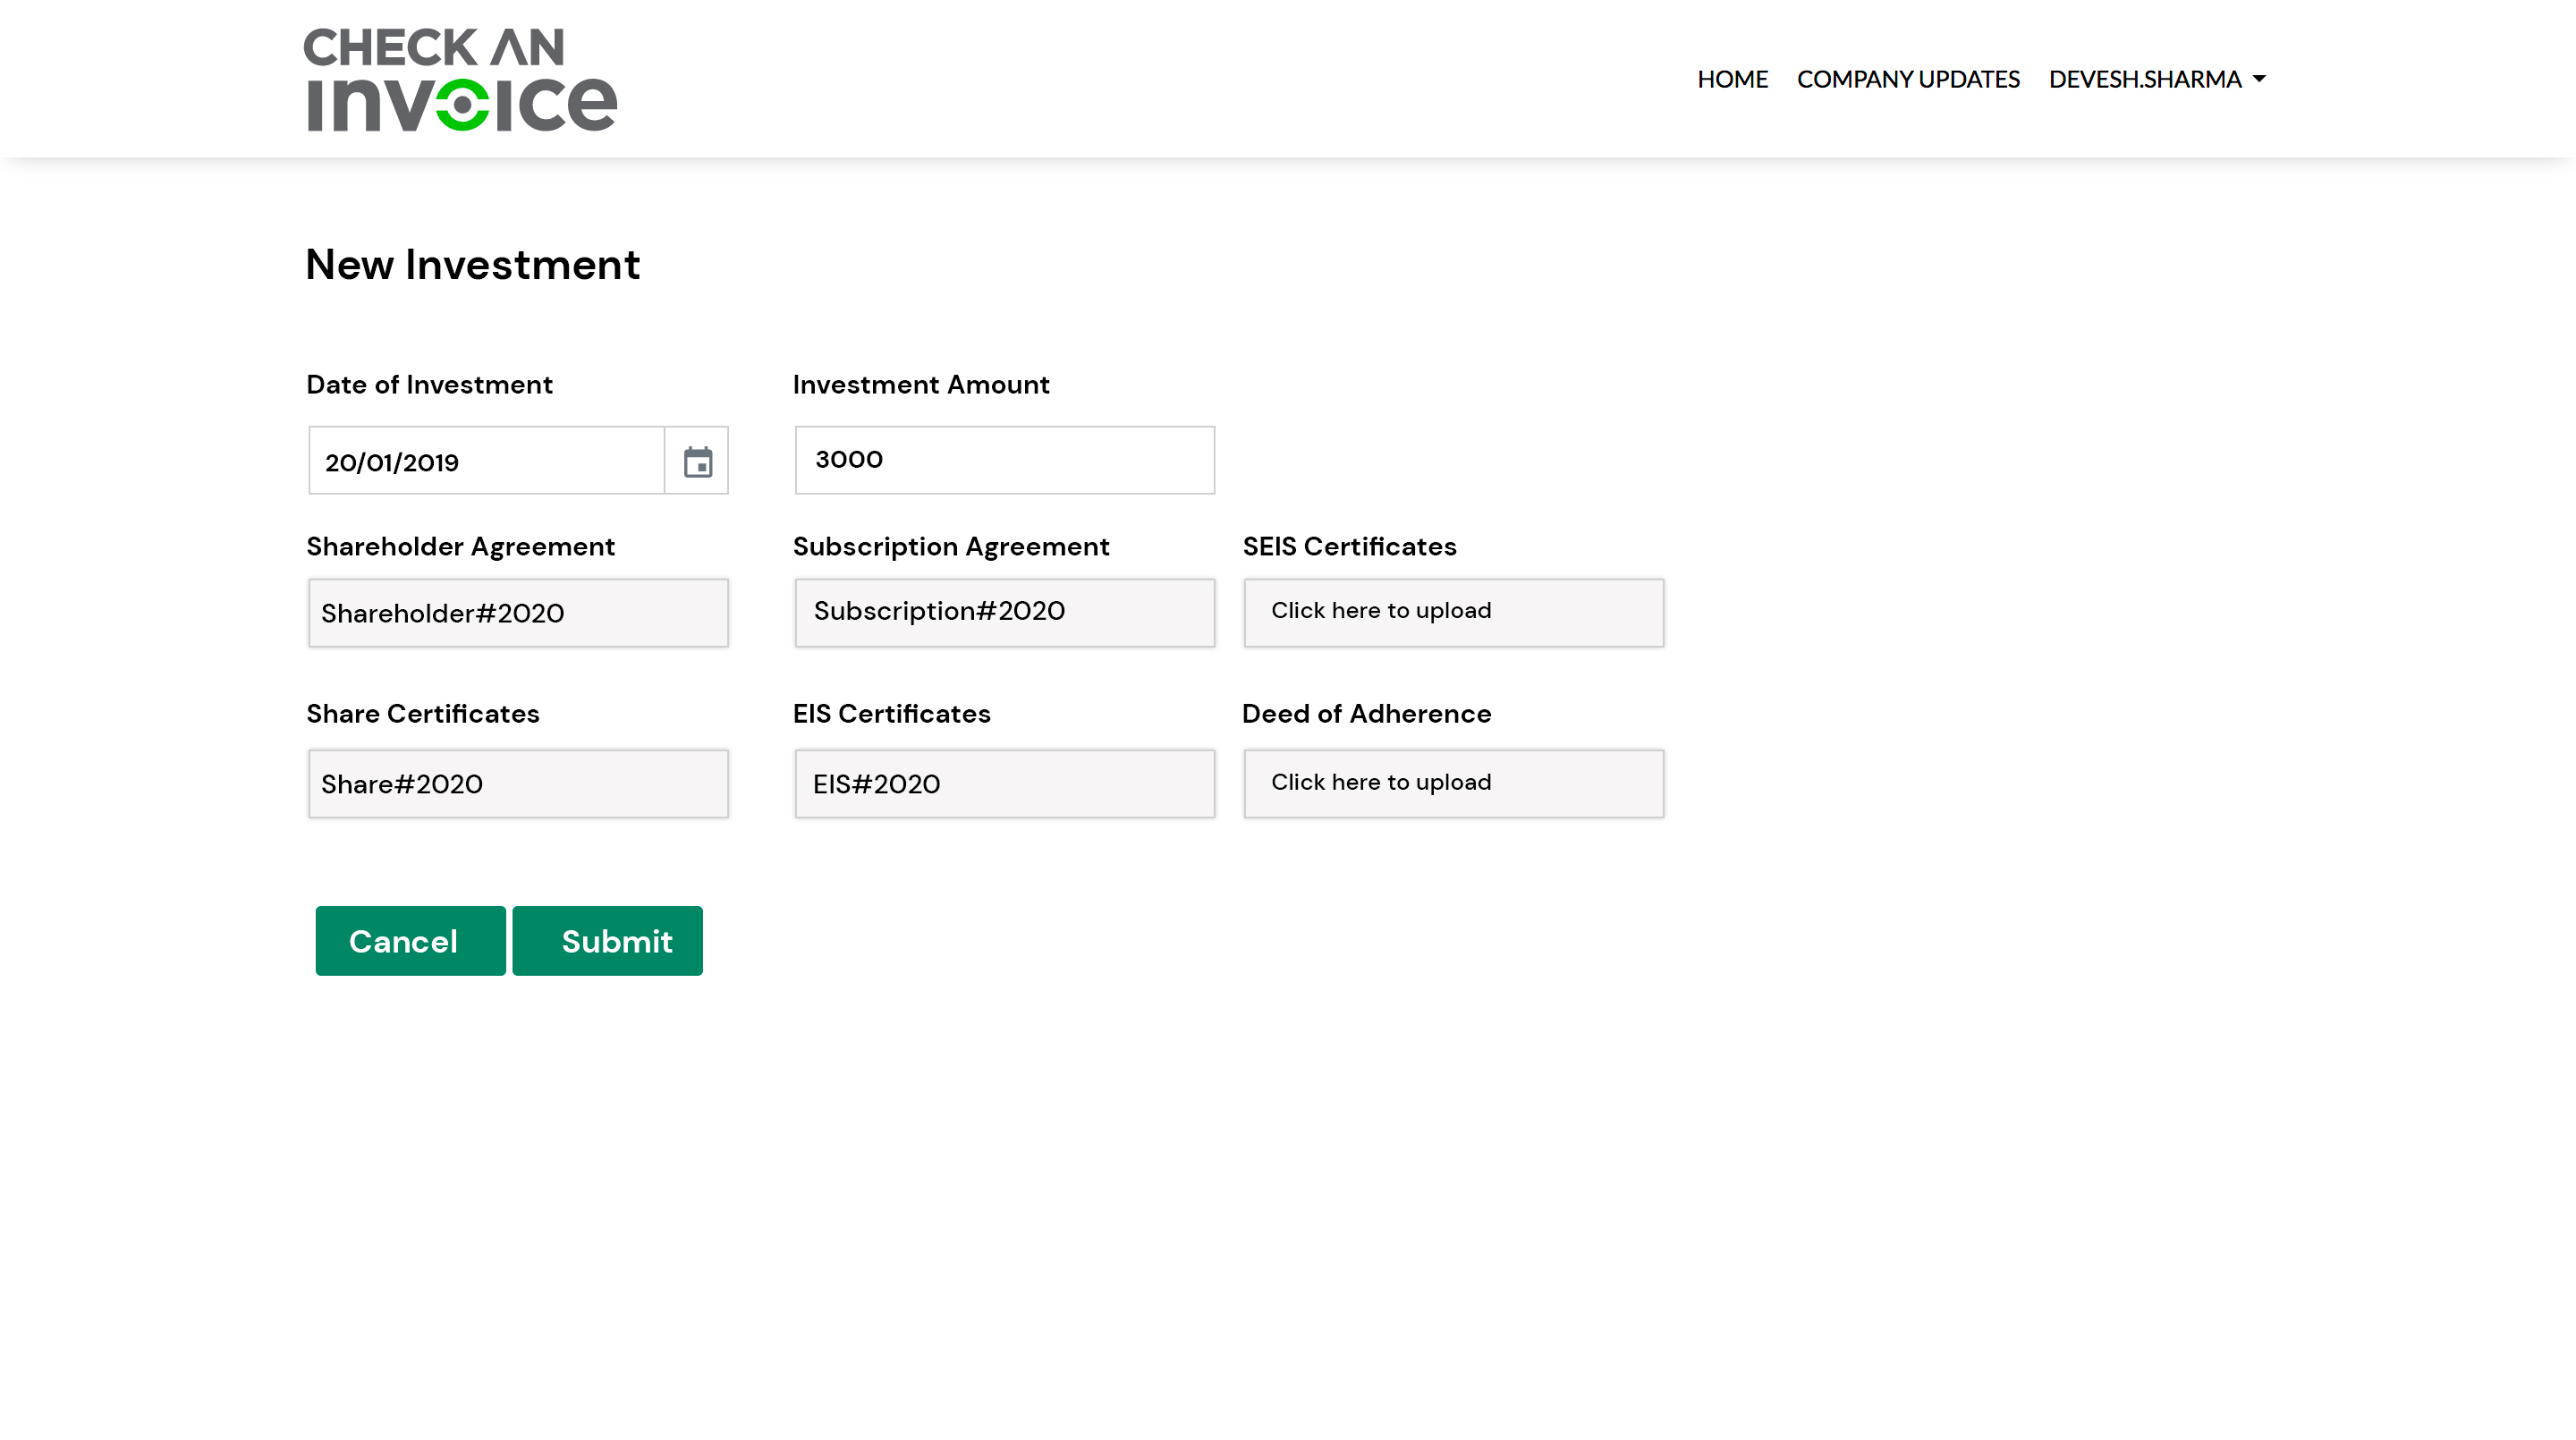 CHECK AN
invoice
HOME COMPANY UPDATES DEVESH.SHARMA
New Investment
Date of Investment Investment Amount
20/01/2019 3000
Shareholder Agreement Subscription Agreement SEIS Certificates
Shareholder#2020 Subscription#2020 Click here to upload
Share Certificates EIS Certificates Deed of Adherence
Share#2020 EIS#2020 Click here to upload
Cancel Submit